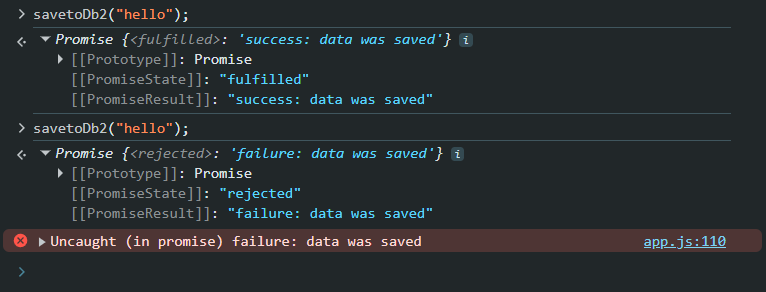 > savetoDb2("hello");
Promise {<fulfilled>: 'success: data was saved'} i
[[Prototype]]: Promise
[[PromiseState]]: "fulfilled"
[[PromiseResult]]: "success: data was saved"
> savetoDb2("hello");
Promise {<rejected>: 'failure: data was saved'} i
[[Prototype]]: Promise
[[PromiseState]]: "rejected"
[[PromiseResult]]: "failure: data was saved"
Uncaught (in promise) failure: data was saved app.js:110
>